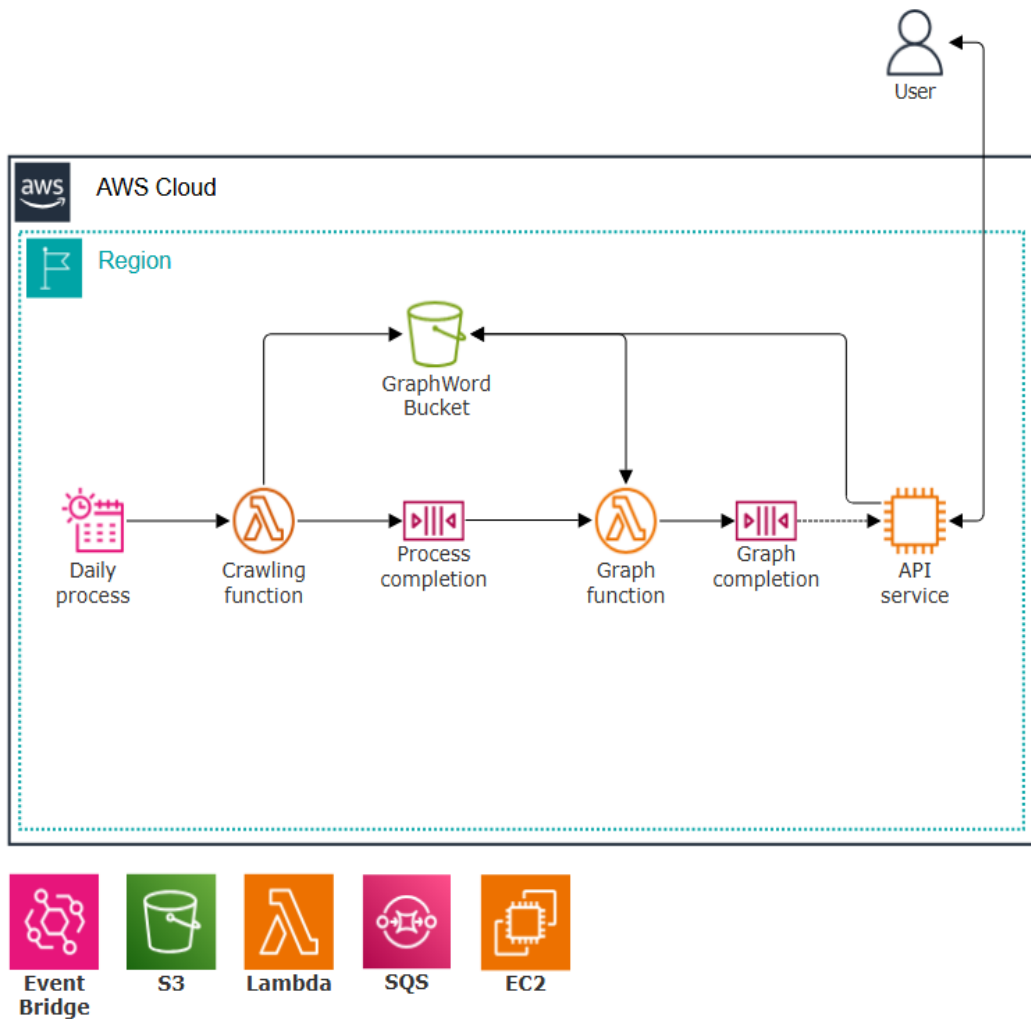 User
aws
AWS Cloud
Region
GraphWord
Bucket
Daily
process
Crawling
function
Process
completion
Graph
function
Graph
completion
API
service
Event
Bridge
S3
Lambda
SQS
EC2